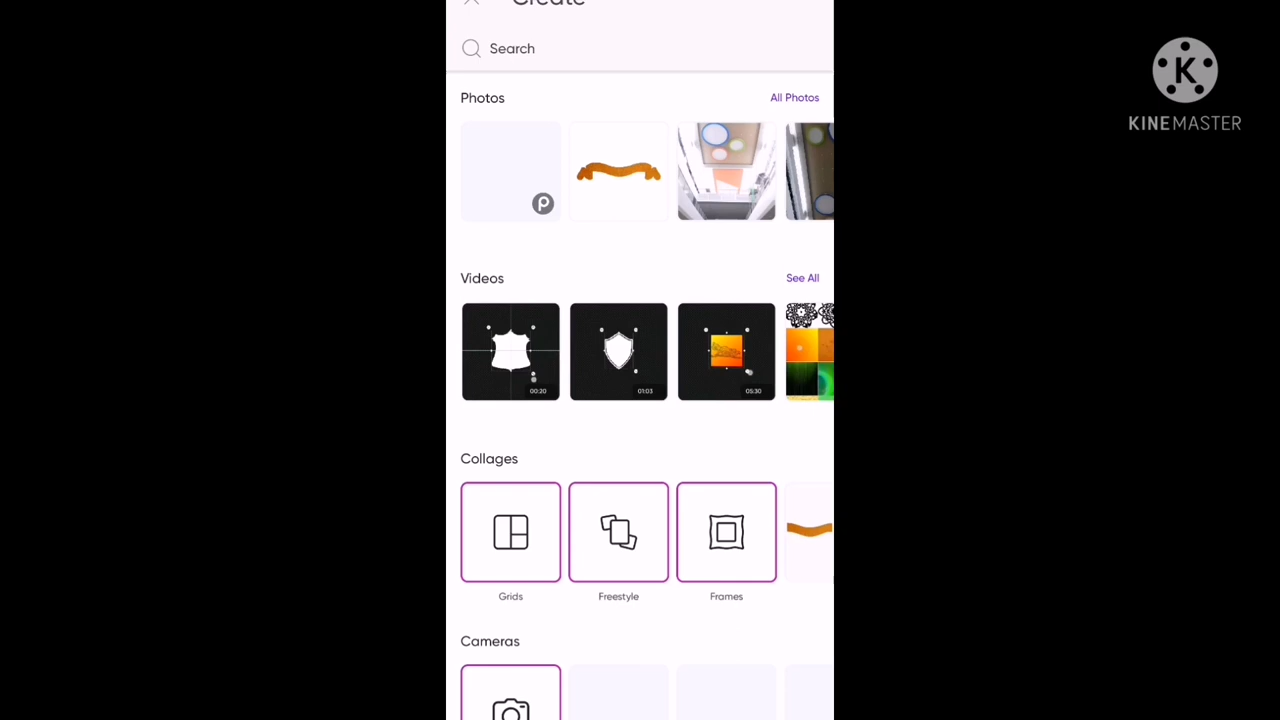 Create
Search
KINEMASTER
Photos
All Photos
Videos
See All
00:20
01:03
05:30
Collages
Grids
Freestyle
Frames
Cameras